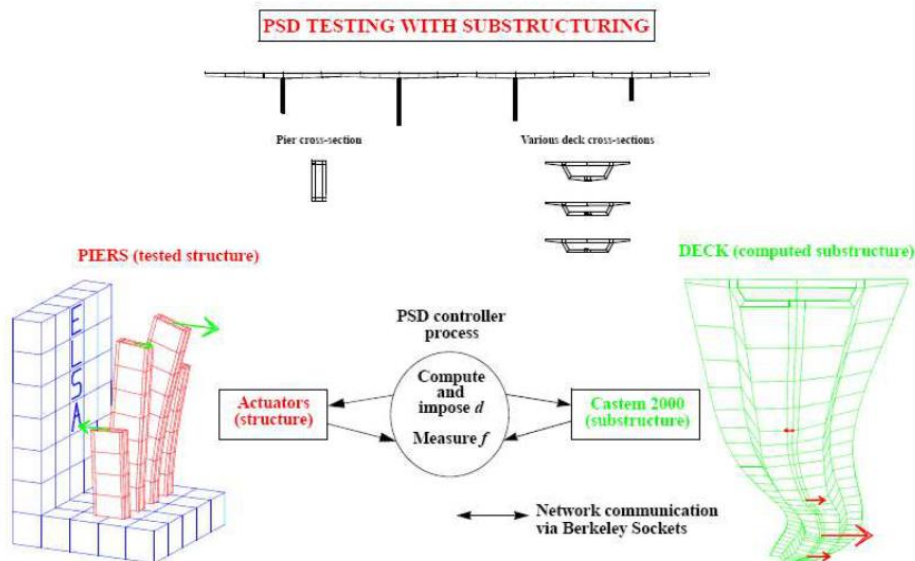 PSD TESTING WITH SUBSTRUCTURING
Pier cross-section
Various deck cross-sections
PIERS (tested structure)
DECK (computed substructure)
ELSA
PSD controller
process
Compute
and
impose d
Measure f
Actuators
(structure)
Castem 2000
(substructure)
Network communication
via Berkeley Sockets